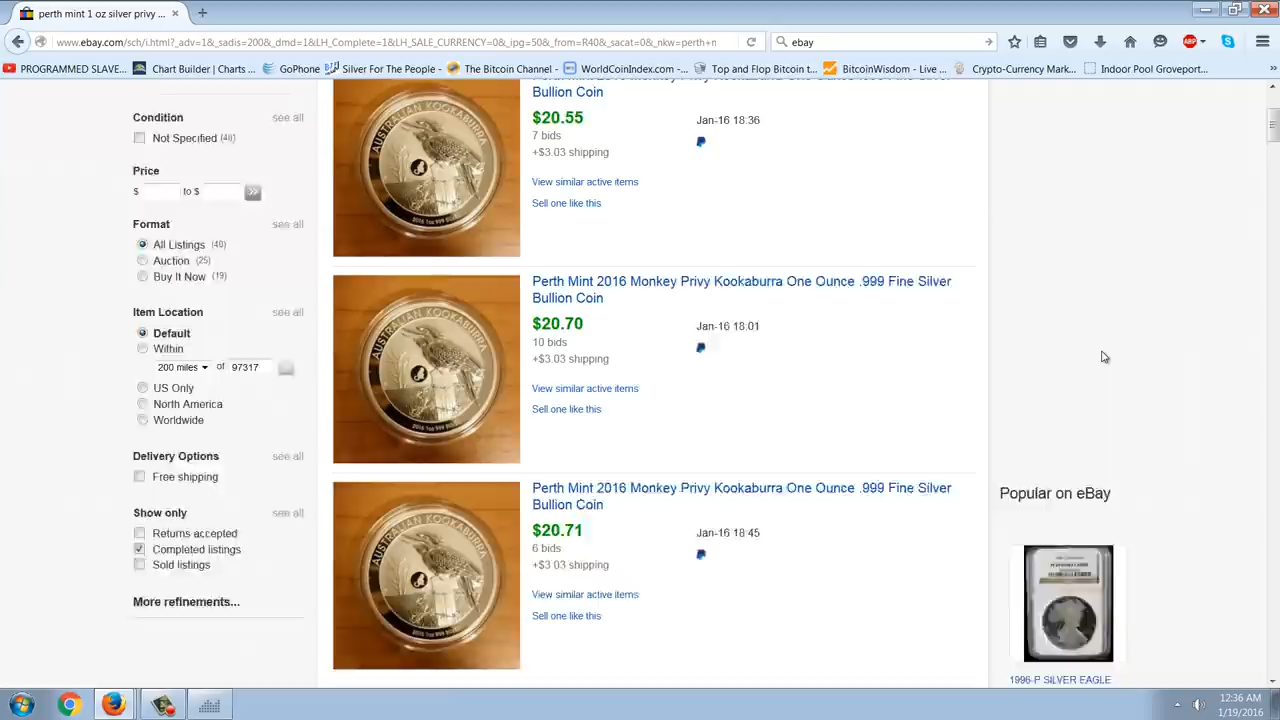 perth mint 1 oz silver privy ...
www.ebay.com/sch/i.html?_adv=1&_sadis=200&_dmd=1&LH_Complete=1&LH_SALE_CURRENCY=0&_ipg=50&_fmn=R40&_sacat=0&_nkw=perth+n
ebay
PROGRAMMED SLAVE... Chart Builder | Charts ... GoPhone Silver For The People - ... The Bitcoin Channel - ... WorldCoinIndex.com -... Top and Flop Bitcoin t... BitcoinWisdom - Live ... Crypto-Currency Mark... Indoor Pool Groveport...
ABP
Condition see all
Not Specified (40)
Price
$ to $ >>
Format see all
All Listings (40)
Auction (25)
Buy It Now (19)
Item Location see all
Default
Within
200 miles of 97317
US Only
North America
Worldwide
Delivery Options see all
Free shipping
Show only see all
Returns accepted
Completed listings
Sold listings
More refinements...
Bullion Coin
$20.55 Jan-16 18:36
7 bids
+$3.03 shipping
View similar active items
Sell one like this
AUSTRALIAN KOOKABURRA
Perth Mint 2016 Monkey Privy Kookaburra One Ounce .999 Fine Silver
Bullion Coin
$20.70 Jan-16 18:01
10 bids
+$3.03 shipping
View similar active items
Sell one like this
AUSTRALIAN KOOKABURRA
Perth Mint 2016 Monkey Privy Kookaburra One Ounce .999 Fine Silver
Bullion Coin
$20.71 Jan-16 18:45
6 bids
+$3.03 shipping
View similar active items
Sell one like this
AUSTRALIAN KOOKABURRA
Popular on eBay
1996-P SILVER EAGLE
12:36 AM
1/19/2016